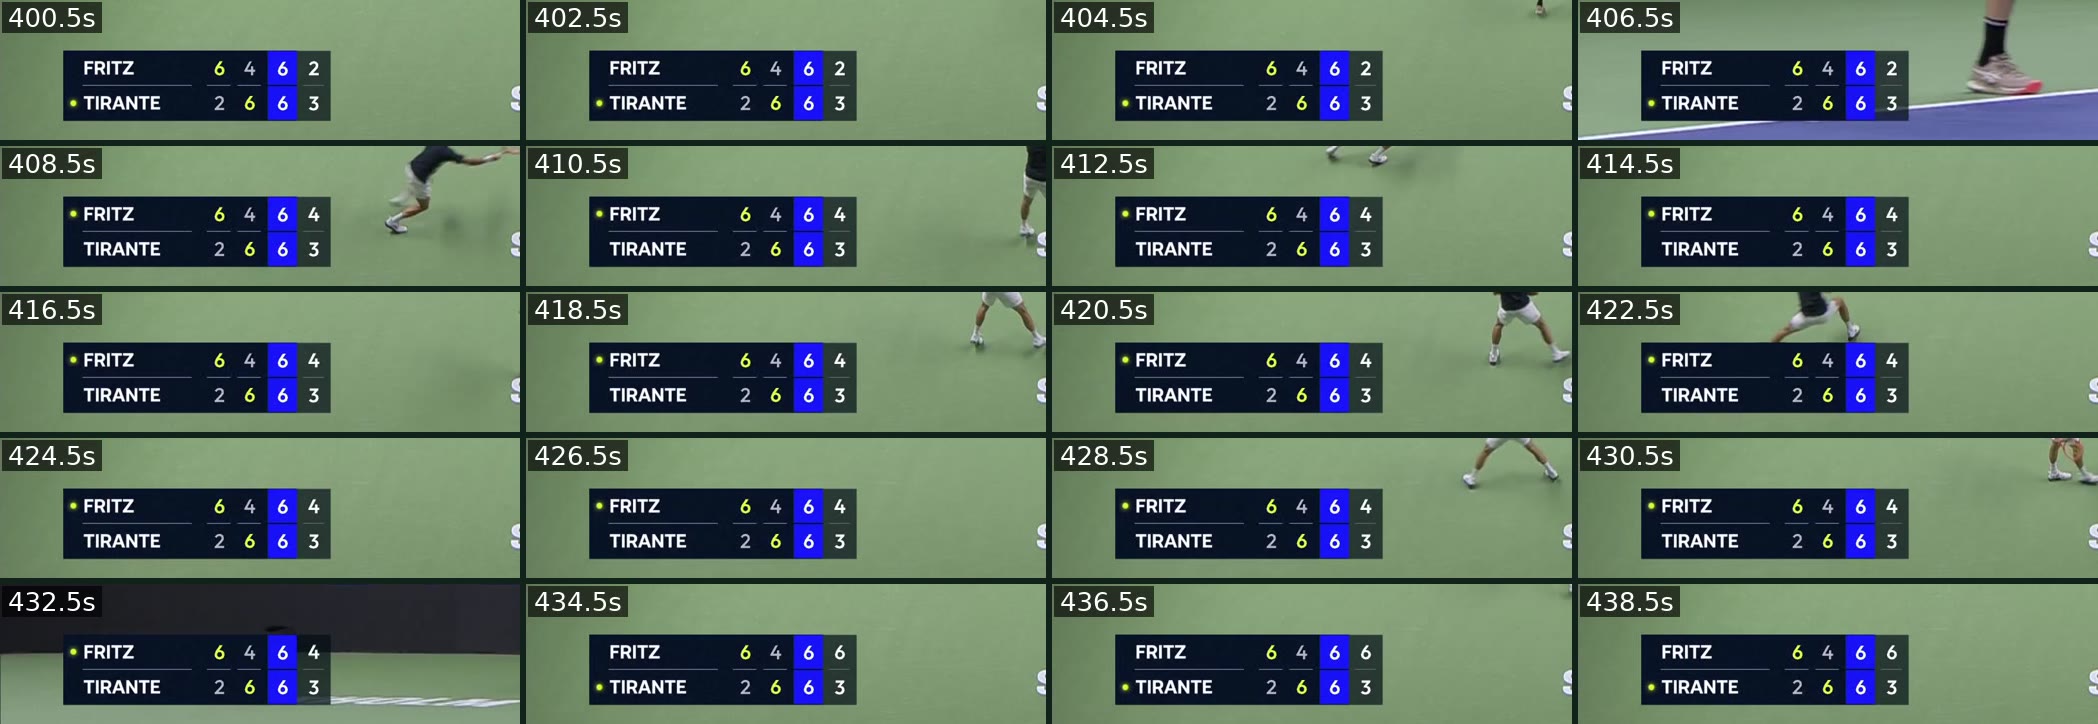 400.5s
FRITZ 6 4 6 2
TIRANTE 2 6 6 3
402.5s
FRITZ 6 4 6 2
TIRANTE 2 6 6 3
404.5s
FRITZ 6 4 6 2
TIRANTE 2 6 6 3
406.5s
FRITZ 6 4 6 2
TIRANTE 2 6 6 3
408.5s
FRITZ 6 4 6 4
TIRANTE 2 6 6 3
410.5s
FRITZ 6 4 6 4
TIRANTE 2 6 6 3
412.5s
FRITZ 6 4 6 4
TIRANTE 2 6 6 3
414.5s
FRITZ 6 4 6 4
TIRANTE 2 6 6 3
416.5s
FRITZ 6 4 6 4
TIRANTE 2 6 6 3
418.5s
FRITZ 6 4 6 4
TIRANTE 2 6 6 3
420.5s
FRITZ 6 4 6 4
TIRANTE 2 6 6 3
422.5s
FRITZ 6 4 6 4
TIRANTE 2 6 6 3
424.5s
FRITZ 6 4 6 4
TIRANTE 2 6 6 3
426.5s
FRITZ 6 4 6 4
TIRANTE 2 6 6 3
428.5s
FRITZ 6 4 6 4
TIRANTE 2 6 6 3
430.5s
FRITZ 6 4 6 4
TIRANTE 2 6 6 3
432.5s
FRITZ 6 4 6 4
TIRANTE 2 6 6 3
434.5s
FRITZ 6 4 6 6
TIRANTE 2 6 6 3
436.5s
FRITZ 6 4 6 6
TIRANTE 2 6 6 3
438.5s
FRITZ 6 4 6 6
TIRANTE 2 6 6 3